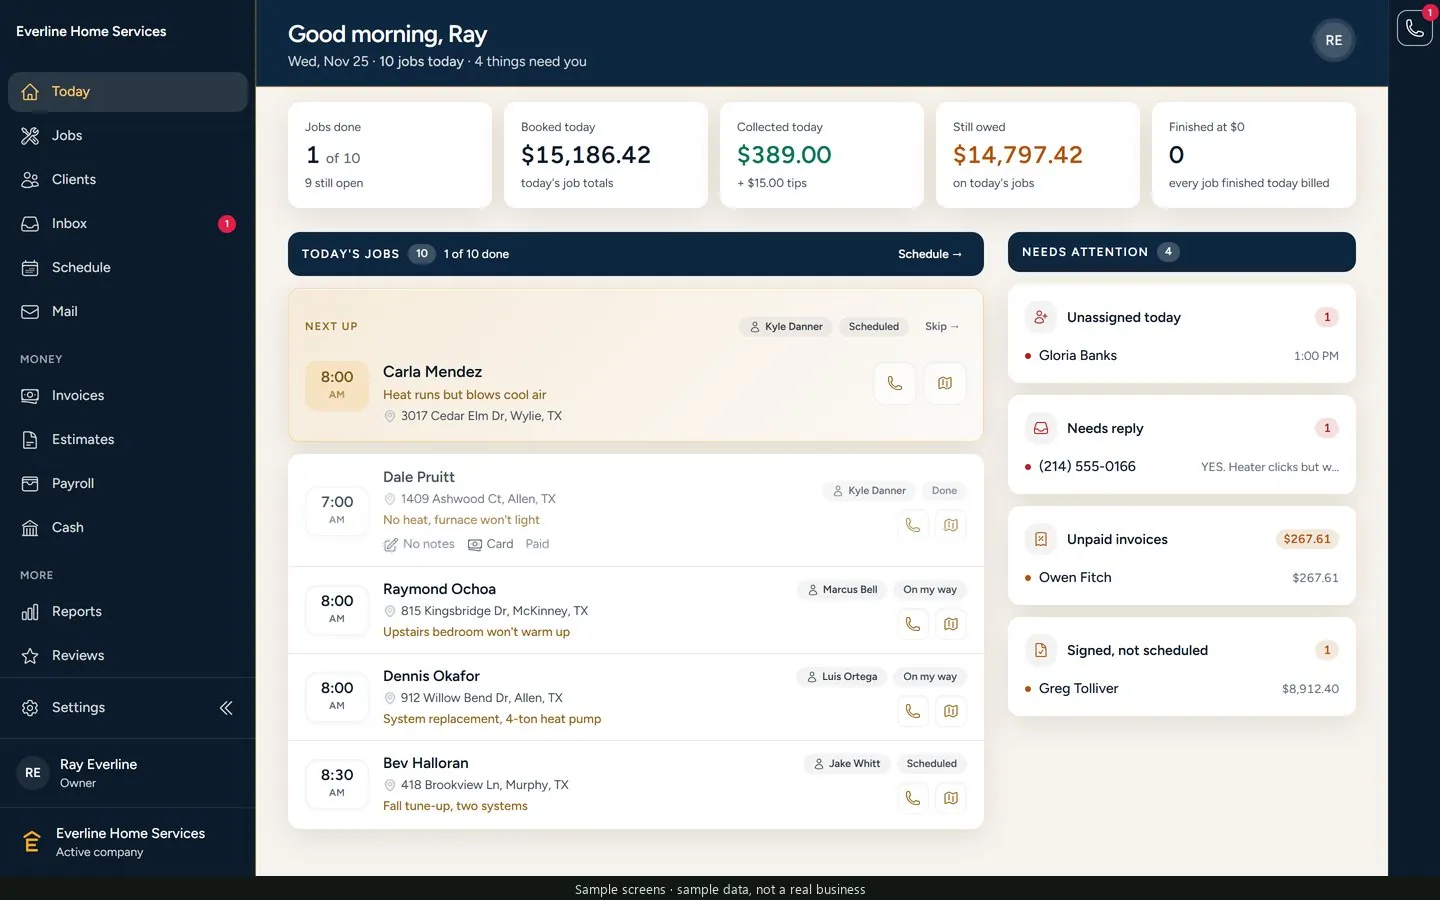 Everline Home Services
Today
Jobs
Clients
Inbox 1
Schedule
Mail
MONEY
Invoices
Estimates
Payroll
Cash
MORE
Reports
Reviews
Settings
RE
Ray Everline
Owner
Everline Home Services
Active company
Good morning, Ray
Wed, Nov 25 · 10 jobs today · 4 things need you
RE
1
Jobs done
1 of 10
9 still open
Booked today
$15,186.42
today's job totals
Collected today
$389.00
+ $15.00 tips
Still owed
$14,797.42
on today's jobs
Finished at $0
0
every job finished today billed
TODAY'S JOBS 10 1 of 10 done Schedule →
NEXT UP Kyle Danner Scheduled Skip →
8:00 AM
Carla Mendez
Heat runs but blows cool air
3017 Cedar Elm Dr, Wylie, TX
7:00 AM
Dale Pruitt
1409 Ashwood Ct, Allen, TX
No heat, furnace won't light
No notes Card Paid
Kyle Danner Done
8:00 AM
Raymond Ochoa
815 Kingsbridge Dr, McKinney, TX
Upstairs bedroom won't warm up
Marcus Bell On my way
8:00 AM
Dennis Okafor
912 Willow Bend Dr, Allen, TX
System replacement, 4-ton heat pump
Luis Ortega On my way
8:30 AM
Bev Halloran
418 Brookview Ln, Murphy, TX
Fall tune-up, two systems
Jake Whitt Scheduled
NEEDS ATTENTION 4
Unassigned today 1
Gloria Banks 1:00 PM
Needs reply 1
(214) 555-0166 YES. Heater clicks but w...
Unpaid invoices $267.61
Owen Fitch $267.61
Signed, not scheduled 1
Greg Tolliver $8,912.40
Sample screens · sample data, not a real business